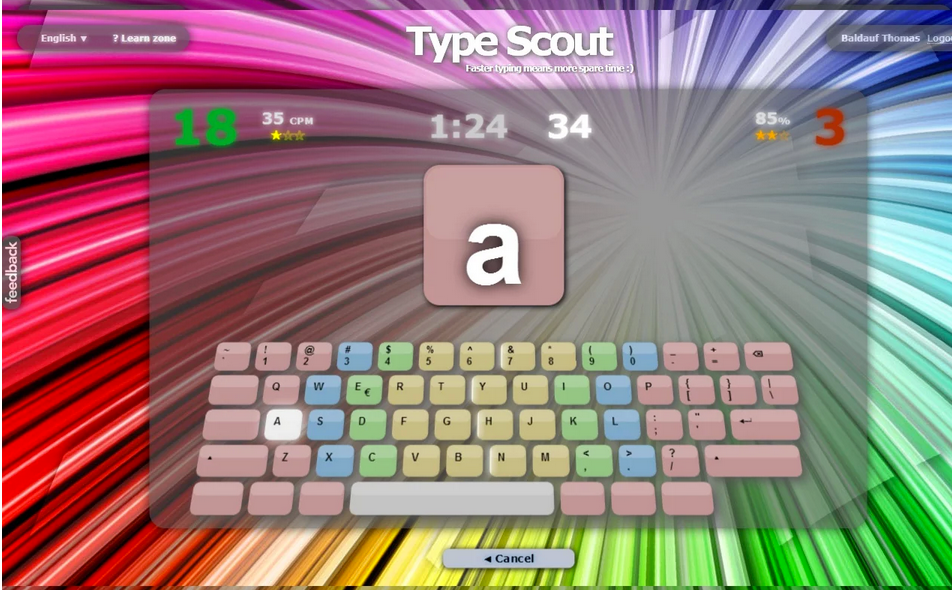 English ▼ ? Learn zone
Type Scout
Faster typing means more spare time :)
Baldauf Thomas Logou
18 35 CPM 1:24 34 85% 3
a
~ ! @ # $ % ^ & * ( ) _ +
` 1 2 3 4 5 6 7 8 9 0 - =
Q W E € R T Y U I O P { } |
[ ] \
A S D F G H J K L : "
; '
Z X C V B N M < > ?
, . /
feedback
◄ Cancel